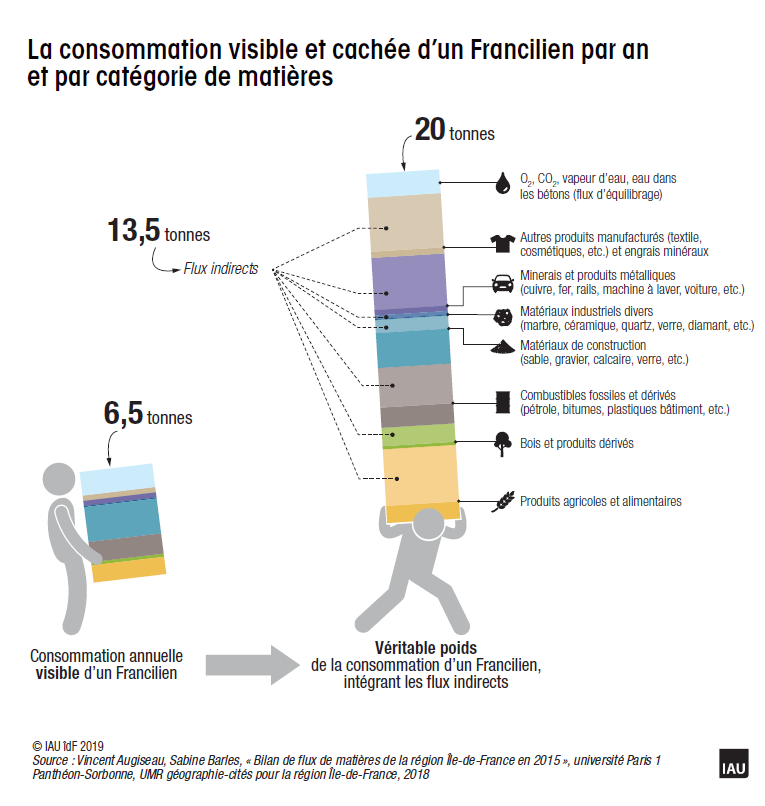 La consommation visible et cachée d'un Francilien par an
et par catégorie de matières
20 tonnes
O₂, CO₂, vapeur d'eau, eau dans
les bétons (flux d'équilibrage)
13,5 tonnes
Flux indirects
Autres produits manufacturés (textile,
cosmétiques, etc.) et engrais minéraux
Minerais et produits métalliques
(cuivre, fer, rails, machine à laver, voiture, etc.)
Matériaux industriels divers
(marbre, céramique, quartz, verre, diamant, etc.)
Matériaux de construction
(sable, gravier, calcaire, verre, etc.)
Combustibles fossiles et dérivés
(pétrole, bitumes, plastiques bâtiment, etc.)
6,5 tonnes
Bois et produits dérivés
Produits agricoles et alimentaires
Consommation annuelle
visible d'un Francilien
Véritable poids
de la consommation d'un Francilien,
intégrant les flux indirects
© IAU îdF 2019
Source : Vincent Augiseau, Sabine Barles, « Bilan de flux de matières de la région Île-de-France en 2015 », université Paris 1
Panthéon-Sorbonne, UMR géographie-cités pour la région Île-de-France, 2018
IAU